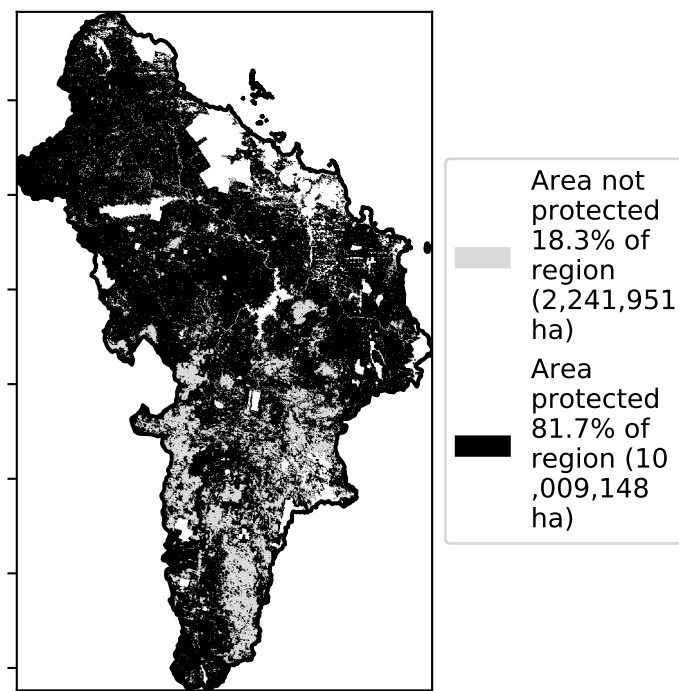 Area not
protected
18.3% of
region
(2,241,951
ha)
Area
protected
81.7% of
region (10
,009,148
ha)